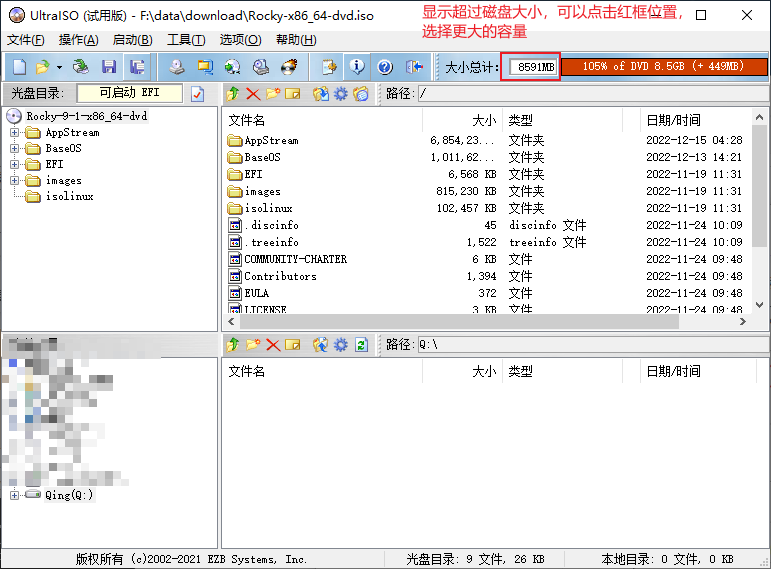 UltraISO (试用版) - F:\data\download\Rocky-x86_64-dvd.iso
显示超过磁盘大小，可以点击红框位置，
选择更大的容量
文件(F) 操作(A) 启动(B) 工具(T) 选项(O) 帮助(H)
大小总计: 8591MB 105% of DVD 8.5GB (+ 449MB)
光盘目录: 可启动 EFI 路径: /
Rocky-9-1-x86_64-dvd
AppStream
BaseOS
EFI
images
isolinux
文件名 大小 类型 日期/时间
AppStream 6,854,23... 文件夹 2022-12-15 04:28
BaseOS 1,011,62... 文件夹 2022-12-13 14:21
EFI 6,568 KB 文件夹 2022-11-19 11:31
images 815,230 KB 文件夹 2022-11-19 11:31
isolinux 102,457 KB 文件夹 2022-11-19 11:31
.discinfo 45 discinfo 文件 2022-11-24 10:09
.treeinfo 1,522 treeinfo 文件 2022-11-24 10:09
COMMUNITY-CHARTER 6 KB 文件 2022-11-24 09:48
Contributors 1,394 文件 2022-11-24 09:48
EULA 372 文件 2022-11-24 09:48
LICENSE 3 KB 文件 2022-11-24 09:48
路径: Q:\
文件名 大小 类型 日期/时间
Qing(Q:)
版权所有 (c)2002-2021 EZB Systems, Inc. 光盘目录: 9 文件, 26 KB 本地目录: 0 文件, 0 KB